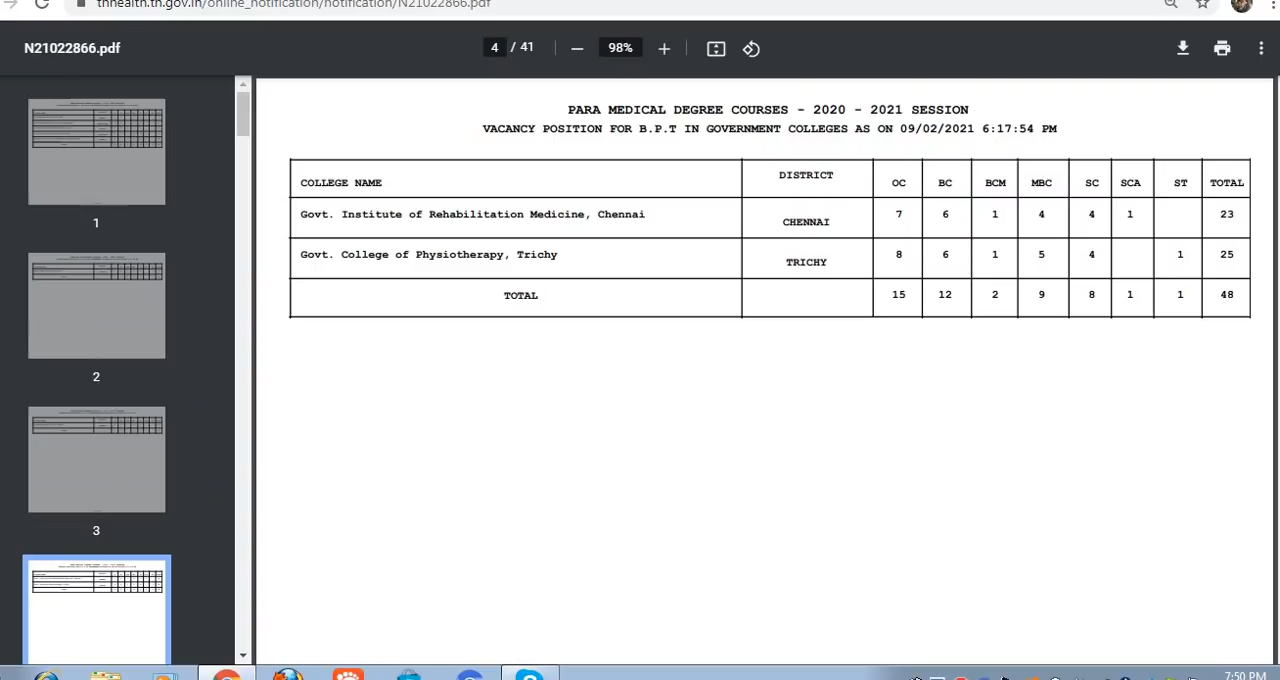 thhealth.th.gov.in/online_notification/notification/N21022866.pdf
N21022866.pdf
4 / 41
98%
PARA MEDICAL DEGREE COURSES - 2020 - 2021 SESSION
VACANCY POSITION FOR B.P.T IN GOVERNMENT COLLEGES AS ON 09/02/2021 6:17:54 PM
COLLEGE NAME DISTRICT OC BC BCM MBC SC SCA ST TOTAL
Govt. Institute of Rehabilitation Medicine, Chennai CHENNAI 7 6 1 4 4 1 23
Govt. College of Physiotherapy, Trichy TRICHY 8 6 1 5 4 1 25
TOTAL 15 12 2 9 8 1 1 48
1
2
3
7:50 PM